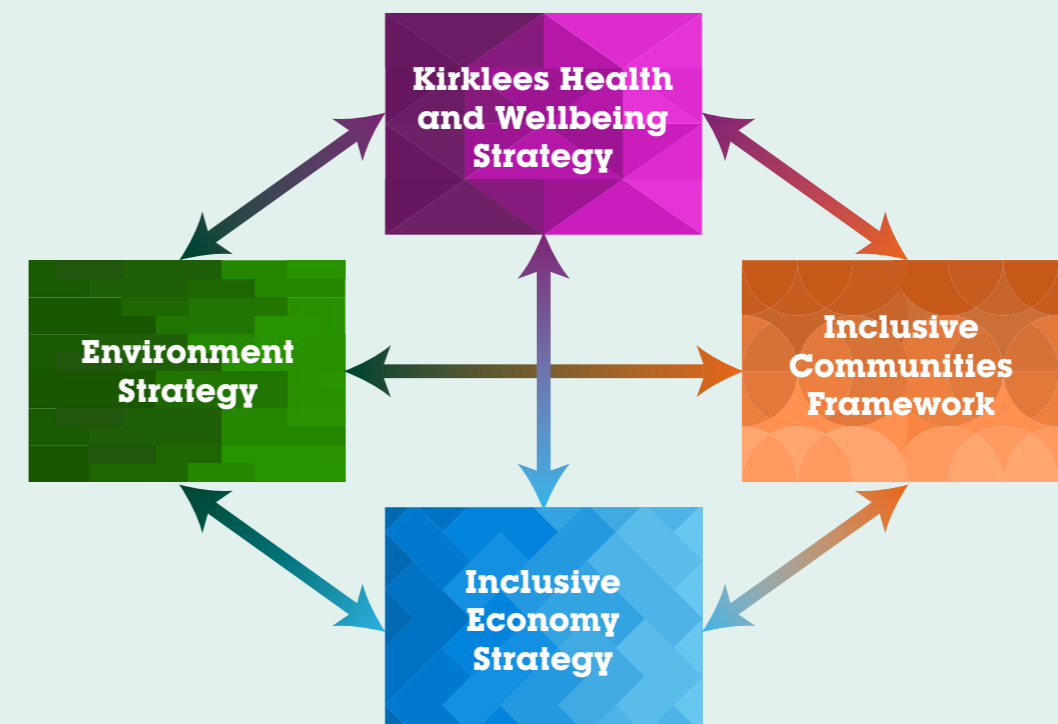 Kirklees Health
and Wellbeing
Strategy
Environment
Strategy
Inclusive
Communities
Framework
Inclusive
Economy
Strategy